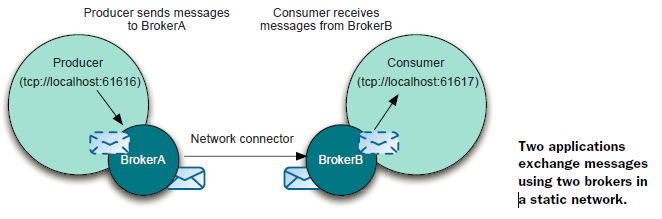 Producer sends messages
to BrokerA
Consumer receives
messages from BrokerB
Producer
(tcp://localhost:61616)
Consumer
(tcp://localhost:61617)
Network connector
BrokerA
BrokerB
Two applications
exchange messages
using two brokers in
a static network.